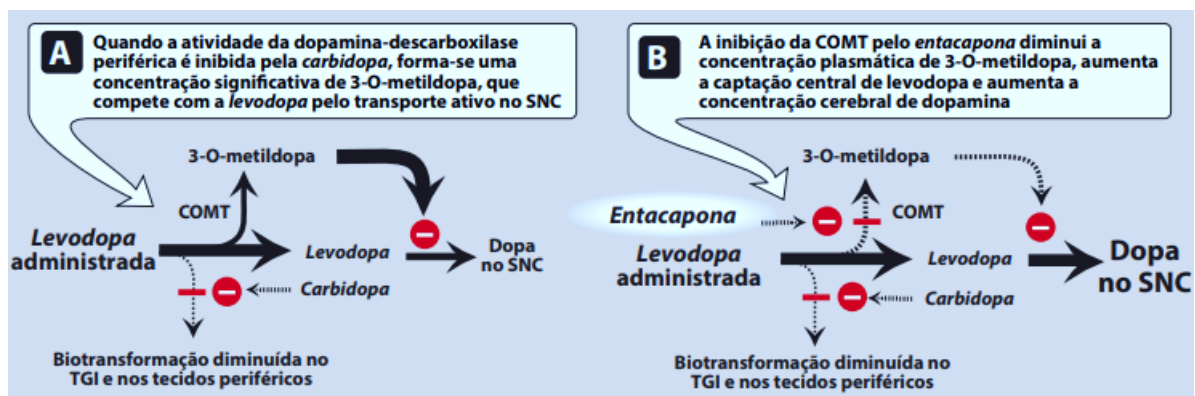 A
Quando a atividade da dopamina-descarboxilase
periférica é inibida pela carbidopa, forma-se uma
concentração significativa de 3-O-metildopa, que
compete com a levodopa pelo transporte ativo no SNC
3-O-metildopa
COMT
Levodopa
administrada
Levodopa
Dopa
no SNC
Carbidopa
Biotransformação diminuída no
TGI e nos tecidos periféricos
B
A inibição da COMT pelo entacapona diminui a
concentração plasmática de 3-O-metildopa, aumenta
a captação central de levodopa e aumenta a
concentração cerebral de dopamina
3-O-metildopa
Entacapona
COMT
Levodopa
administrada
Levodopa
Dopa
no SNC
Carbidopa
Biotransformação diminuída no
TGI e nos tecidos periféricos